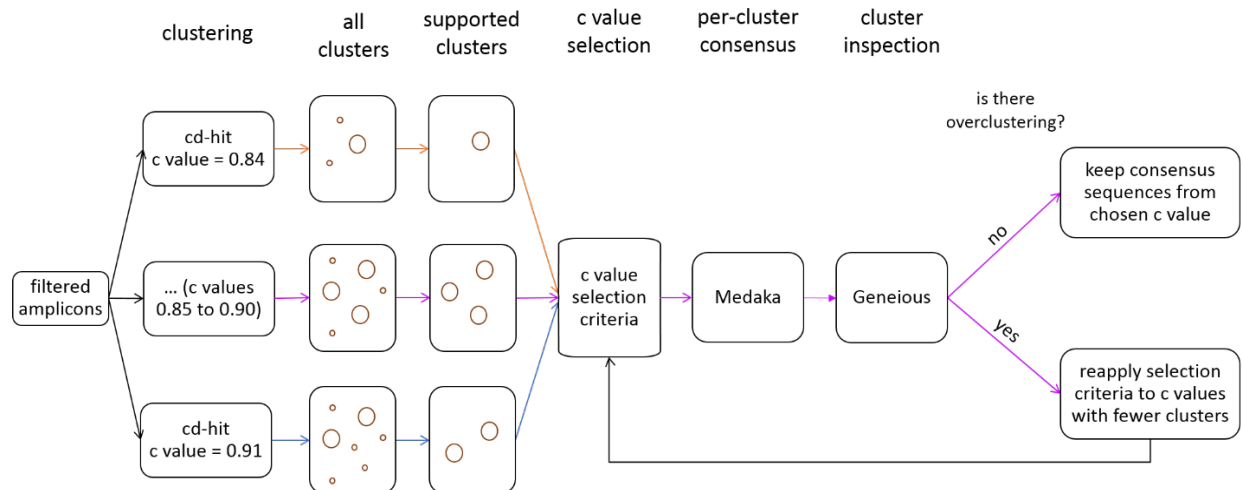 clustering
all
clusters
supported
clusters
c value
selection
per-cluster
consensus
cluster
inspection
is there
overclustering?
cd-hit
c value = 0.84
keep consensus
sequences from
chosen c value
no
filtered
amplicons
... (c values
0.85 to 0.90)
c value
selection
criteria
Medaka
Geneious
yes
reapply selection
criteria to c values
with fewer clusters
cd-hit
c value = 0.91